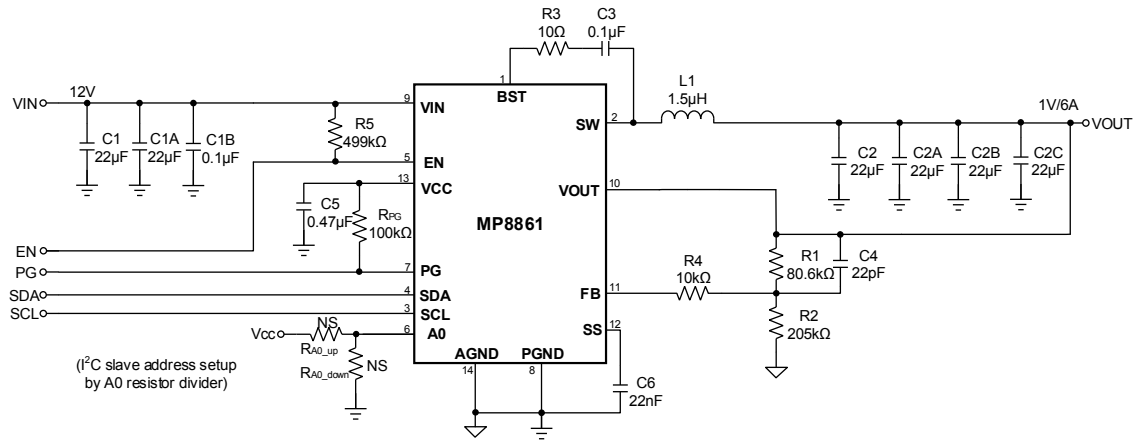 R3
10Ω
C3
0.1µF
1
BST
L1
1.5µH
VIN
12V
9
VIN
SW
2
1V/6A
VOUT
C1
22µF
C1A
22µF
C1B
0.1µF
R5
499kΩ
5
EN
C2
22µF
C2A
22µF
C2B
22µF
C2C
22µF
13
VCC
VOUT
10
C5
0.47µF
RPG
100kΩ
MP8861
EN
PG
7
PG
R1
80.6kΩ
C4
22pF
R4
10kΩ
SDA
4
SDA
FB
11
SCL
3
SCL
R2
205kΩ
Vcc
NS
RA0_up
6
A0
SS
12
RA0_down
NS
AGND
14
PGND
8
C6
22nF
(I²C slave address setup
by A0 resistor divider)